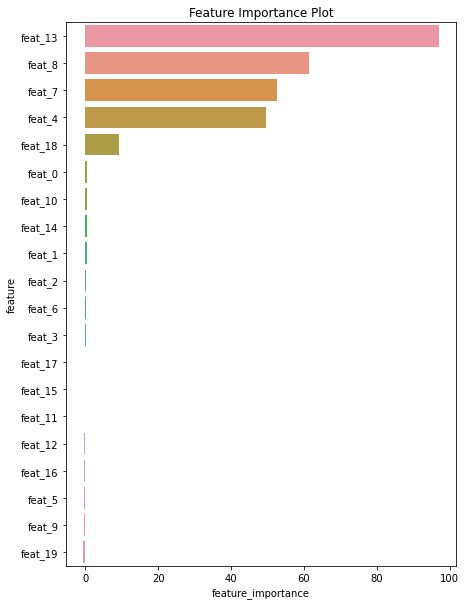 Feature Importance Plot
feat_13
feat_8
feat_7
feat_4
feat_18
feat_0
feat_10
feat_14
feat_1
feat_2
feat_6
feat_3
feat_17
feat_15
feat_11
feat_12
feat_16
feat_5
feat_9
feat_19
feature
0 20 40 60 80 100
feature_importance